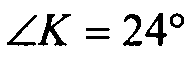 ∠K = 24°